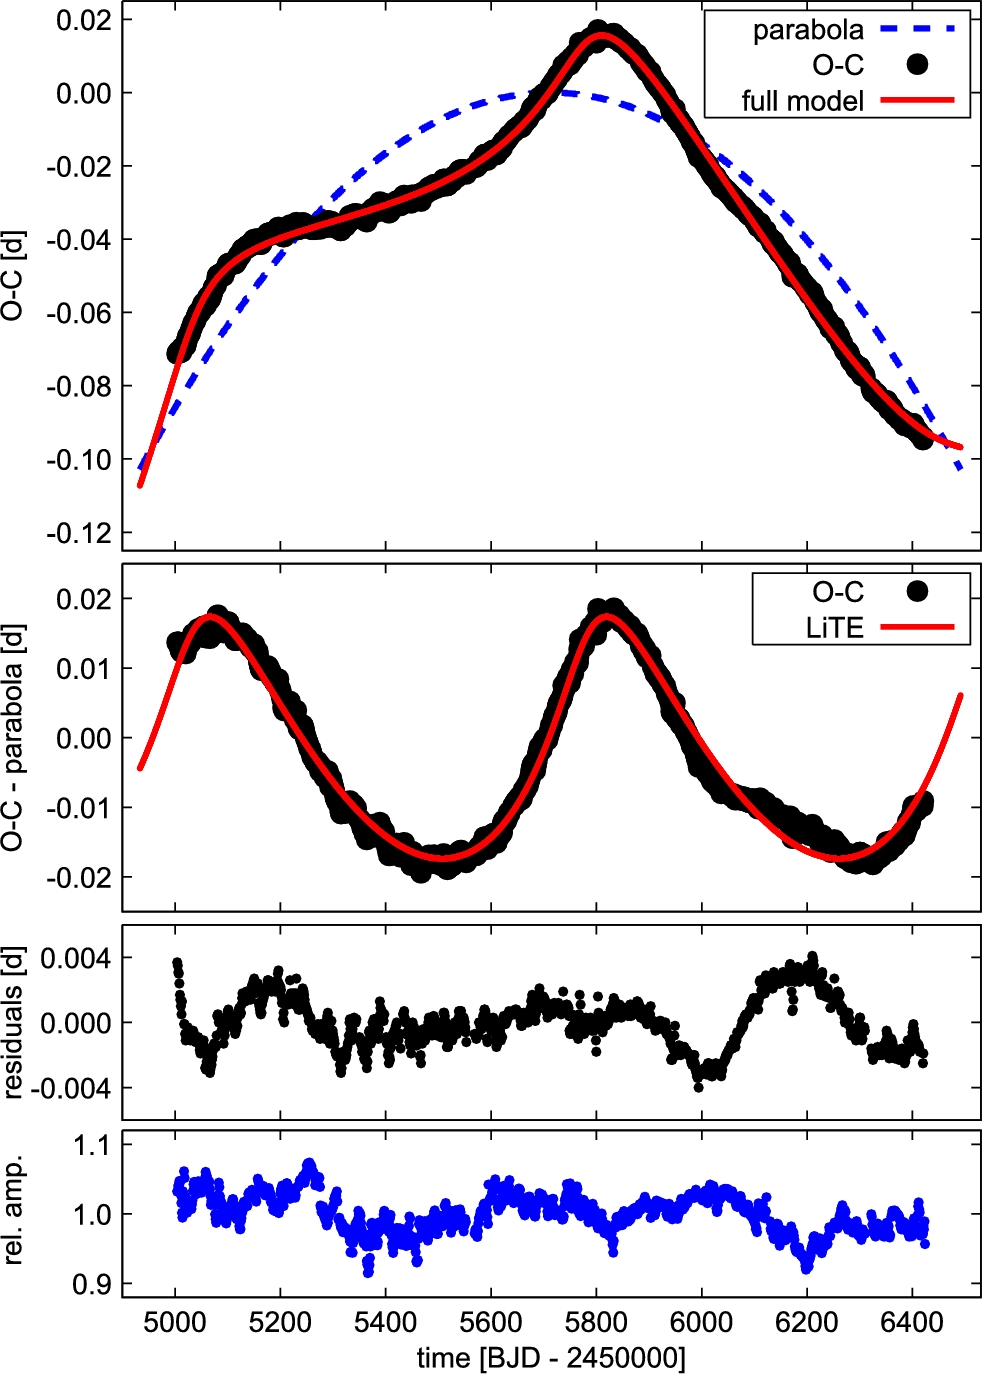 0.02
0.00
-0.02
-0.04
-0.06
-0.08
-0.10
-0.12
O-C [d]
parabola
O-C
full model
0.02
0.01
0.00
-0.01
-0.02
O-C - parabola [d]
O-C
LiTE
0.004
0.000
-0.004
residuals [d]
1.1
1.0
0.9
rel. amp.
5000 5200 5400 5600 5800 6000 6200 6400
time [BJD - 2450000]